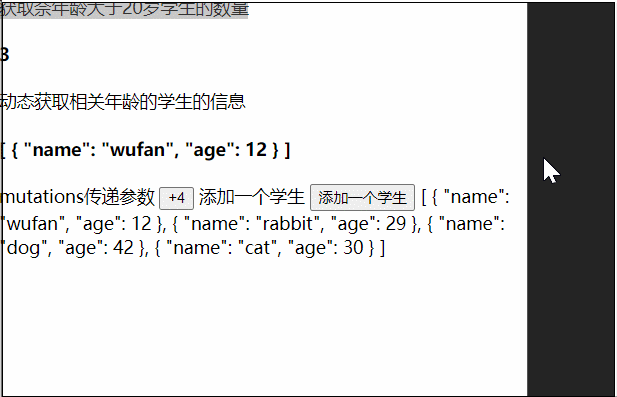 获取余年龄大于20岁学生的数量
3
动态获取相关年龄的学生的信息
[ { "name": "wufan", "age": 12 } ]
mutations传递参数 +4 添加一个学生 添加一个学生 [ { "name":
"wufan", "age": 12 }, { "name": "rabbit", "age": 29 }, { "name":
"dog", "age": 42 }, { "name": "cat", "age": 30 } ]